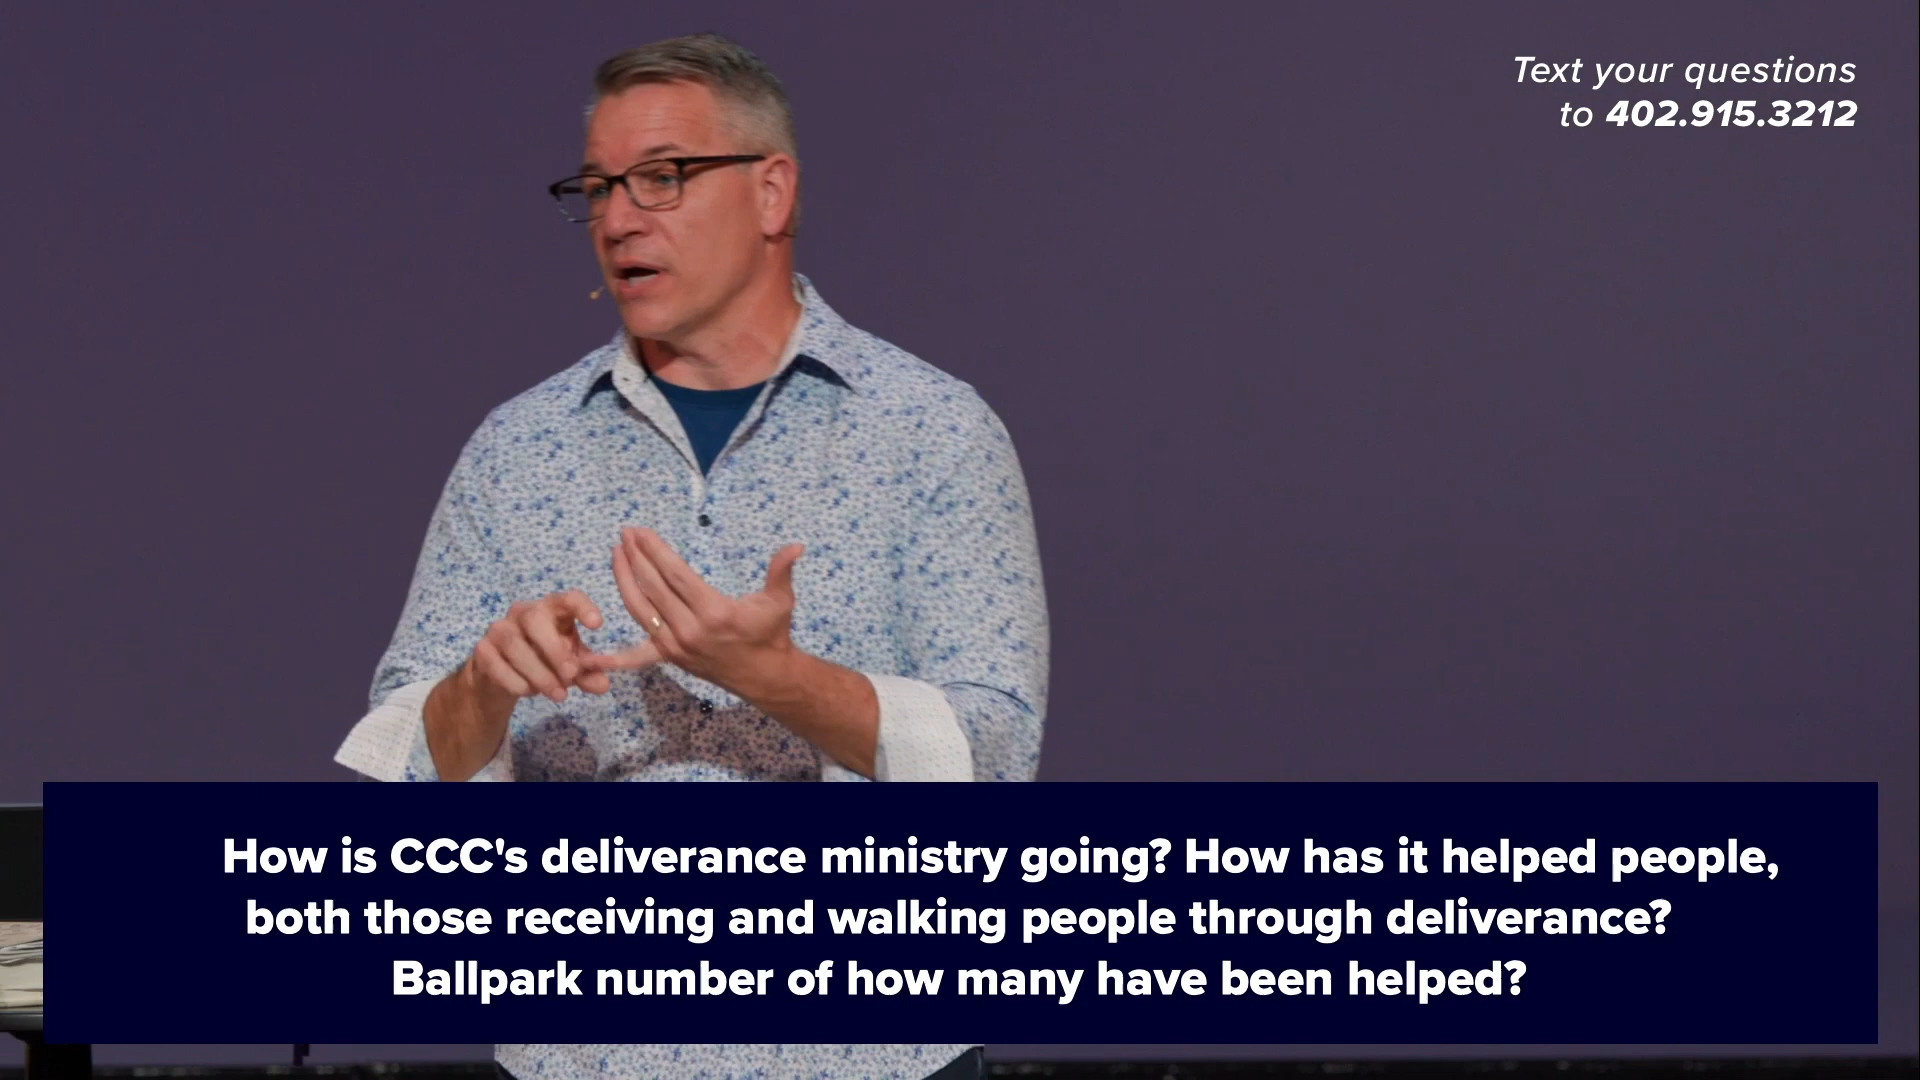 Text your questions
to 402.915.3212
How is CCC's deliverance ministry going? How has it helped people,
both those receiving and walking people through deliverance?
Ballpark number of how many have been helped?